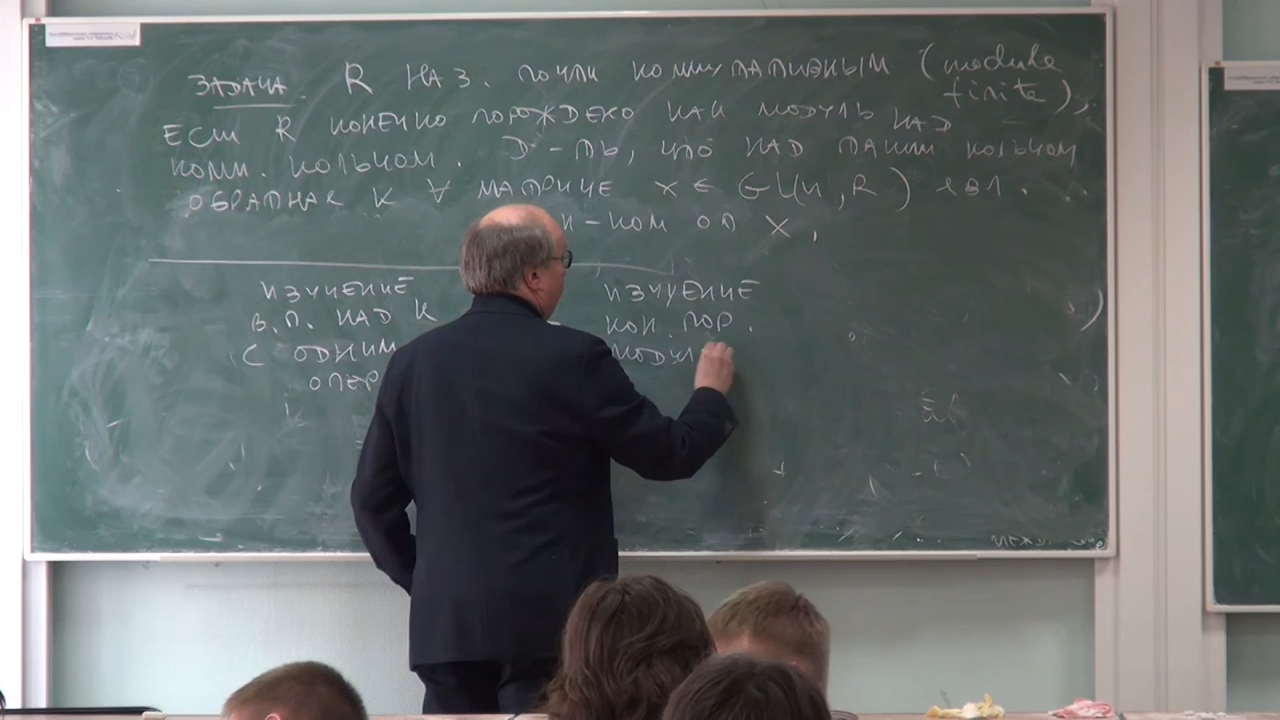 ЗАДАЧА. R НАЗ. ПОЧТИ КОММУТАТИВНЫМ (module
finite),
ЕСЛИ R КОНЕЧНО ПОРОЖДЕНО КАК МОДУЛЬ НАД
КОММ. КОЛЬЦОМ. Д-ТЬ, ЧТО НАД ТАКИМ КОЛЬЦОМ
ОБРАТНАЯ К ∀ МАТРИЦЕ x ∈ GL(n, R) ЯВЛ.
Н-КОМ ОТ X,
ИЗУЧЕНИЕ
В.П. НАД K
С ОДНИМ
ОПЕР
ИЗУЧЕНИЕ
КОН. ПОР.
МОДУЛ